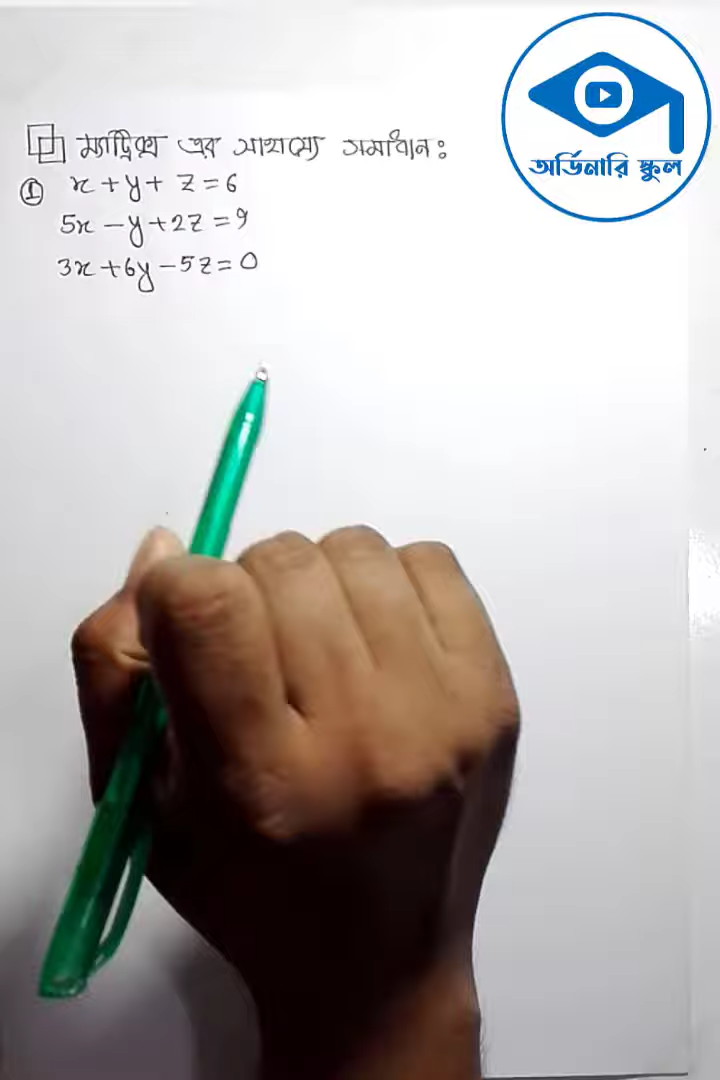 অর্ডিনারি স্কুল
ম্যাট্রিক্স এর সাহায্যে সমাধান:
① x + y + z = 6
5x - y + 2z = 9
3x + 6y - 5z = 0